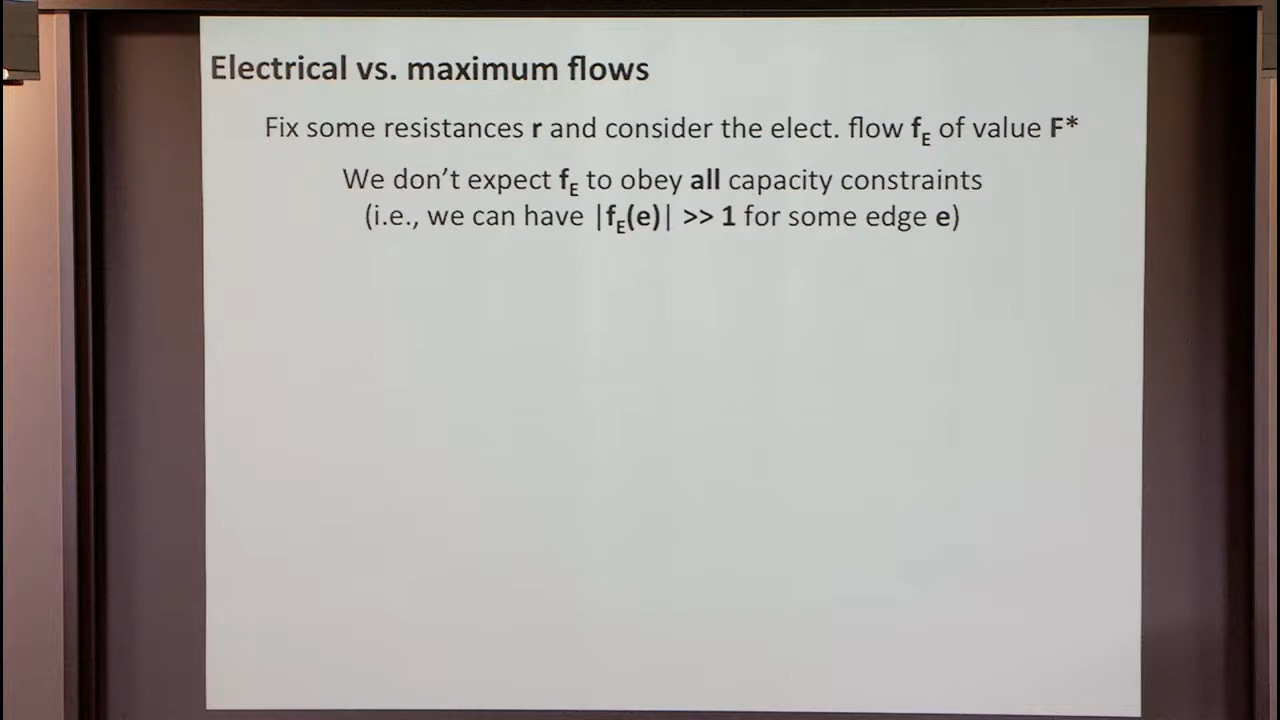 Electrical vs. maximum flows
Fix some resistances r and consider the elect. flow fE of value F*
We don't expect fE to obey all capacity constraints
(i.e., we can have |fE(e)| >> 1 for some edge e)